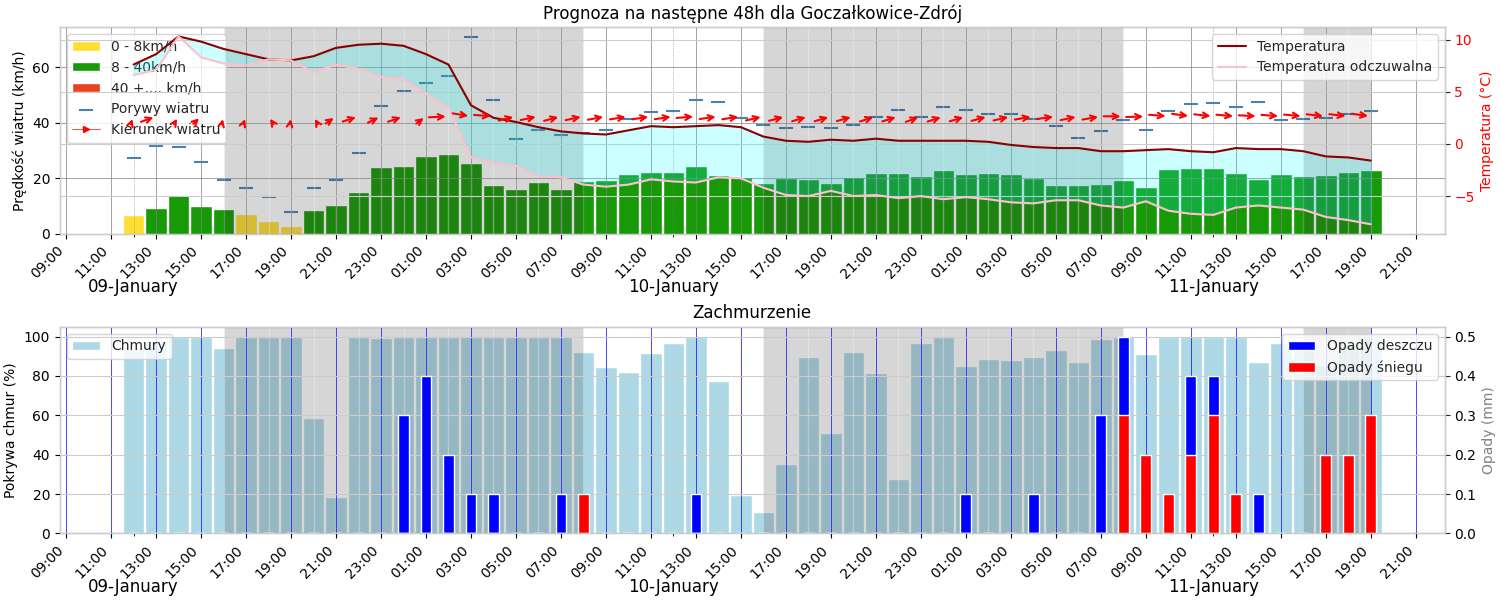 Prognoza na następne 48h dla Goczałkowice-Zdrój
Prędkość wiatru (km/h)
60
40
20
0
0 - 8km/h
8 - 40km/h
40 +.... km/h
Porywy wiatru
Kierunek wiatru
Temperatura
Temperatura odczuwalna
10
5
0
−5
Temperatura (°C)
09:00 11:00 13:00 15:00 17:00 19:00 21:00 23:00 01:00 03:00 05:00 07:00 09:00 11:00 13:00 15:00 17:00 19:00 21:00 23:00 01:00 03:00 05:00 07:00 09:00 11:00 13:00 15:00 17:00 19:00 21:00
09-January 10-January 11-January
Zachmurzenie
Pokrywa chmur (%)
100
80
60
40
20
0
Chmury
Opady deszczu
Opady śniegu
0.5
0.4
0.3
0.2
0.1
0.0
Opady (mm)
09:00 11:00 13:00 15:00 17:00 19:00 21:00 23:00 01:00 03:00 05:00 07:00 09:00 11:00 13:00 15:00 17:00 19:00 21:00 23:00 01:00 03:00 05:00 07:00 09:00 11:00 13:00 15:00 17:00 19:00 21:00
09-January 10-January 11-January